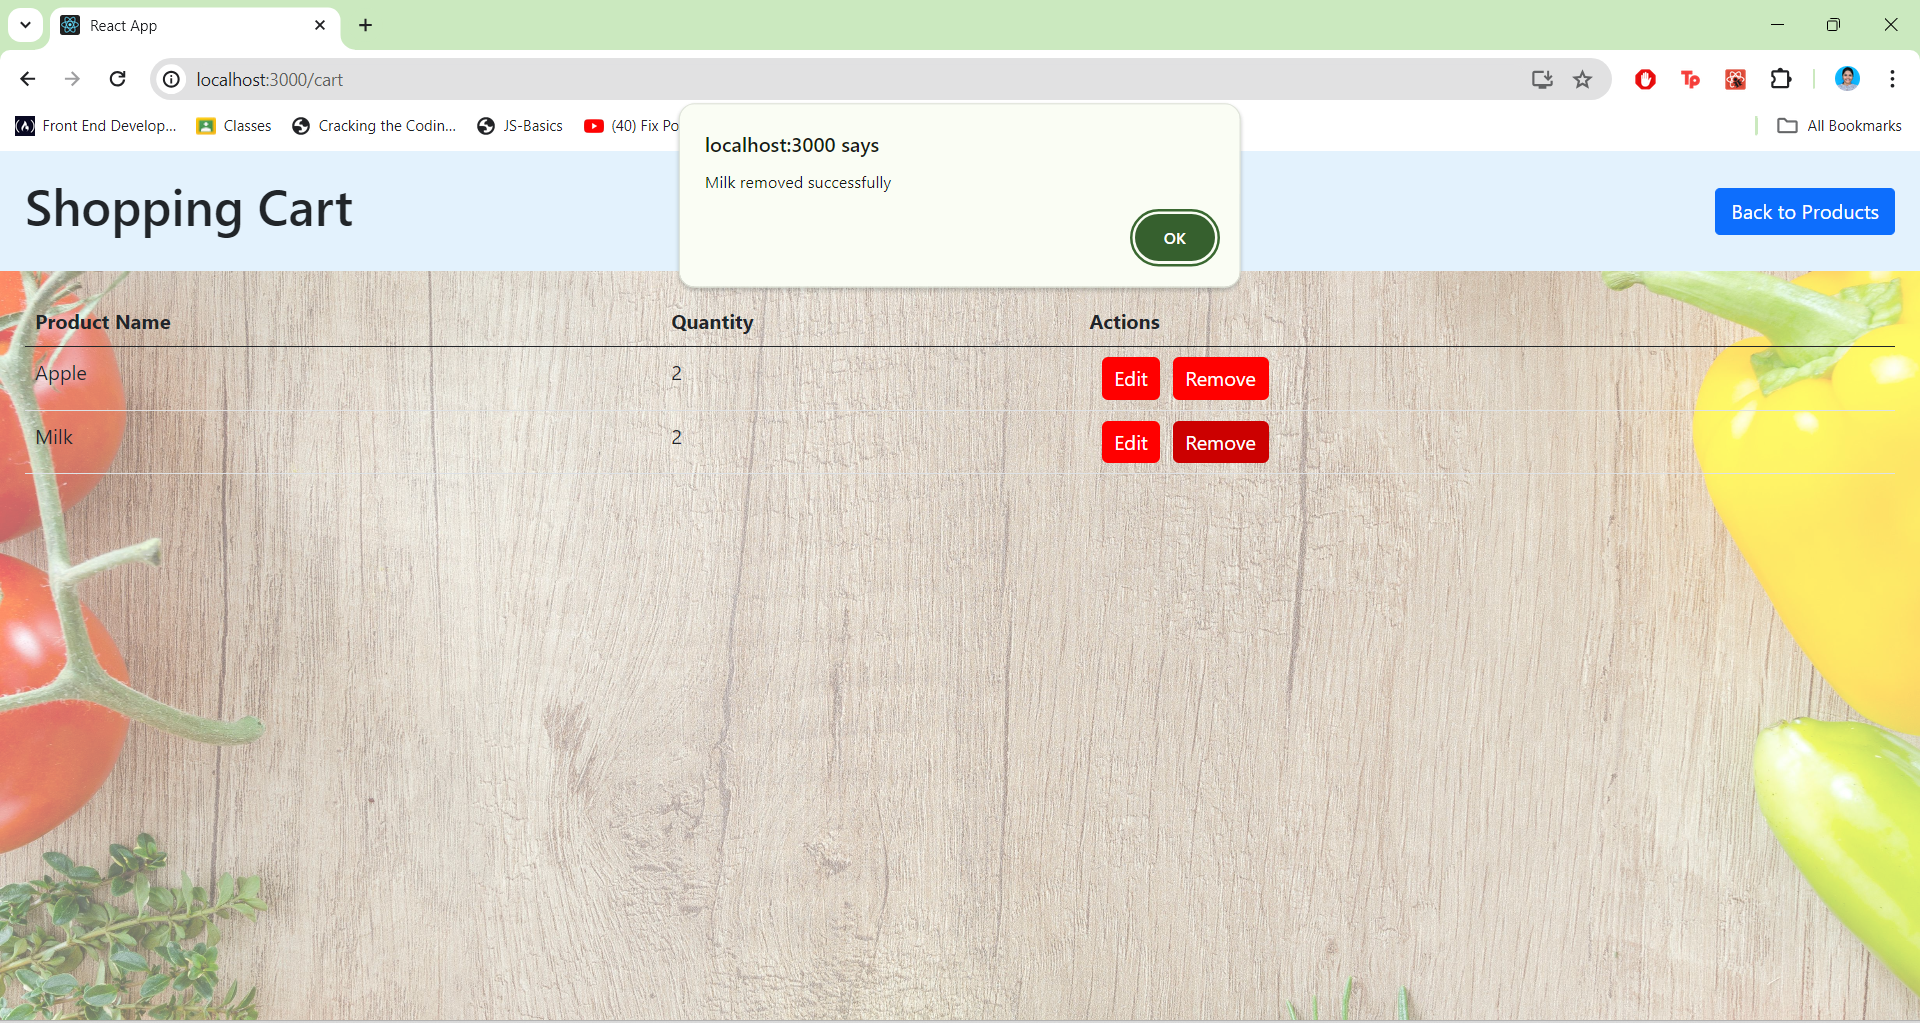 React App
localhost:3000/cart
Front End Develop... Classes Cracking the Codin... JS-Basics (40) Fix Po All Bookmarks
localhost:3000 says
Milk removed successfully
OK
Shopping Cart
Back to Products
Product Name Quantity Actions
Apple 2 Edit Remove
Milk 2 Edit Remove